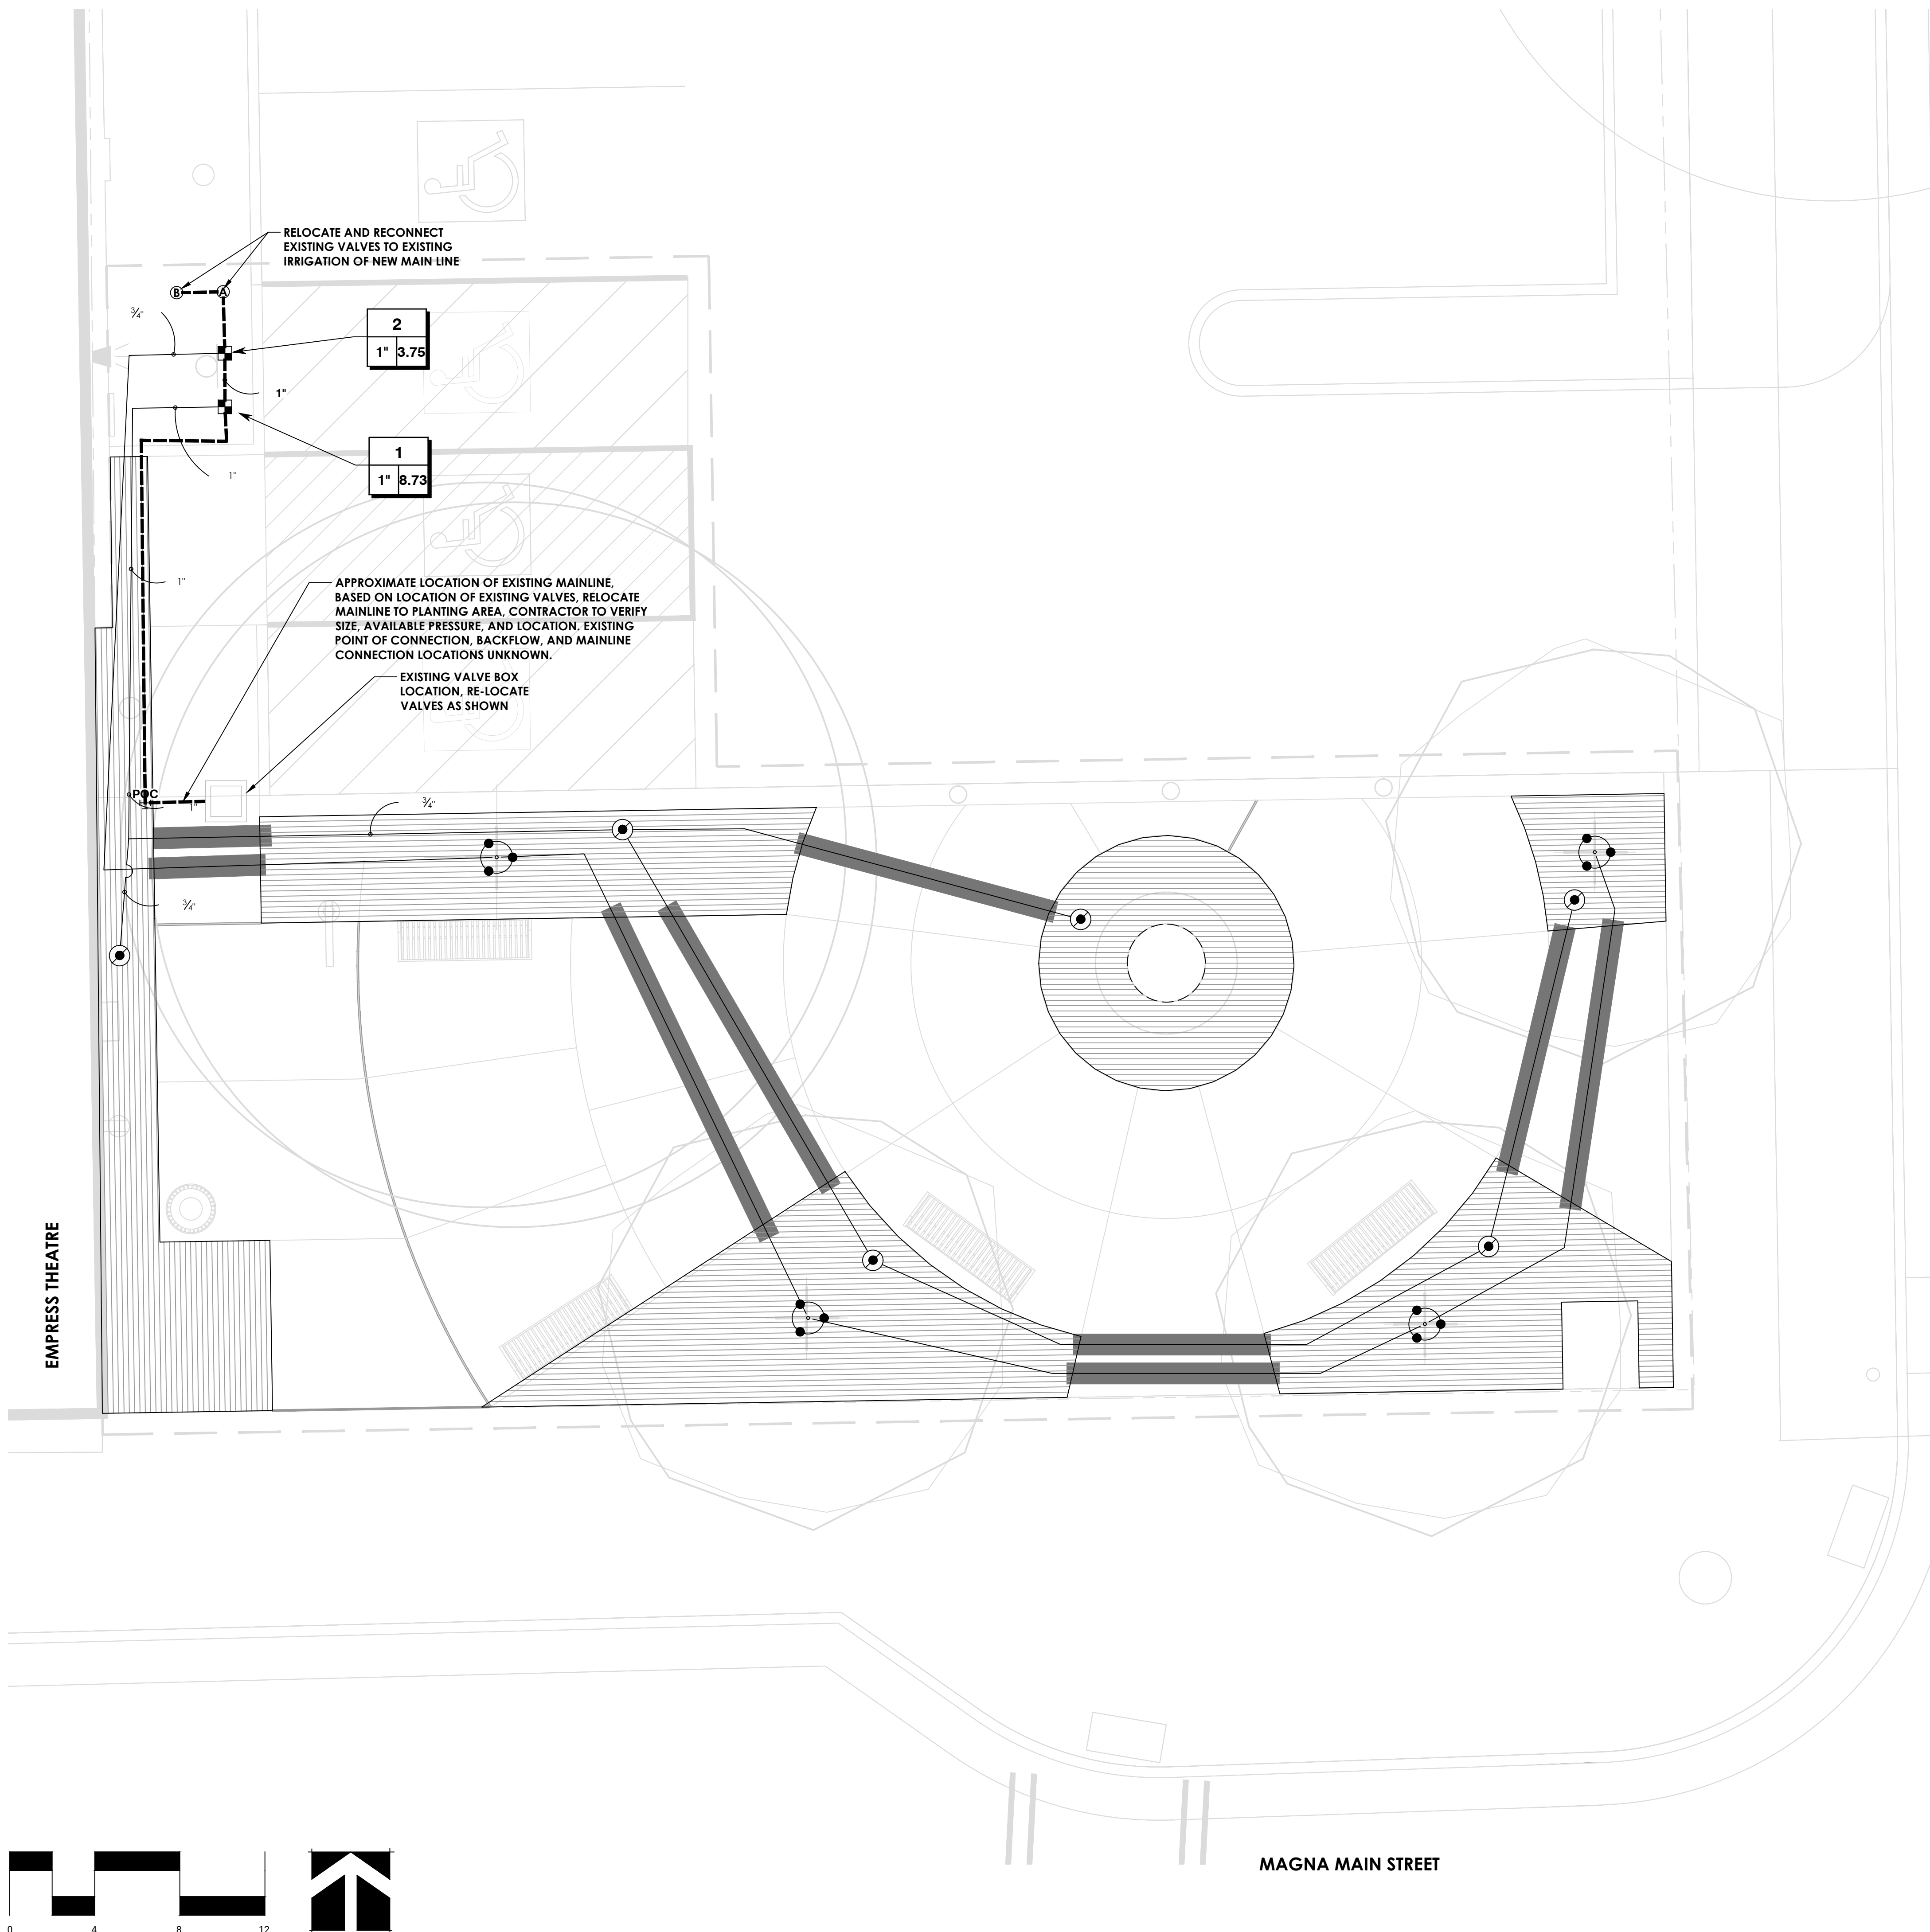 RELOCATE AND RECONNECT
EXISTING VALVES TO EXISTING
IRRIGATION OF NEW MAIN LINE
B
A
¾"
2
1" 3.75
1"
1
1" 8.73
1"
1"
APPROXIMATE LOCATION OF EXISTING MAINLINE,
BASED ON LOCATION OF EXISTING VALVES, RELOCATE
MAINLINE TO PLANTING AREA, CONTRACTOR TO VERIFY
SIZE, AVAILABLE PRESSURE, AND LOCATION. EXISTING
POINT OF CONNECTION, BACKFLOW, AND MAINLINE
CONNECTION LOCATIONS UNKNOWN.
EXISTING VALVE BOX
LOCATION, RE-LOCATE
VALVES AS SHOWN
POC
1"
¾"
¾"
EMPRESS THEATRE
MAGNA MAIN STREET
0 4 8 12